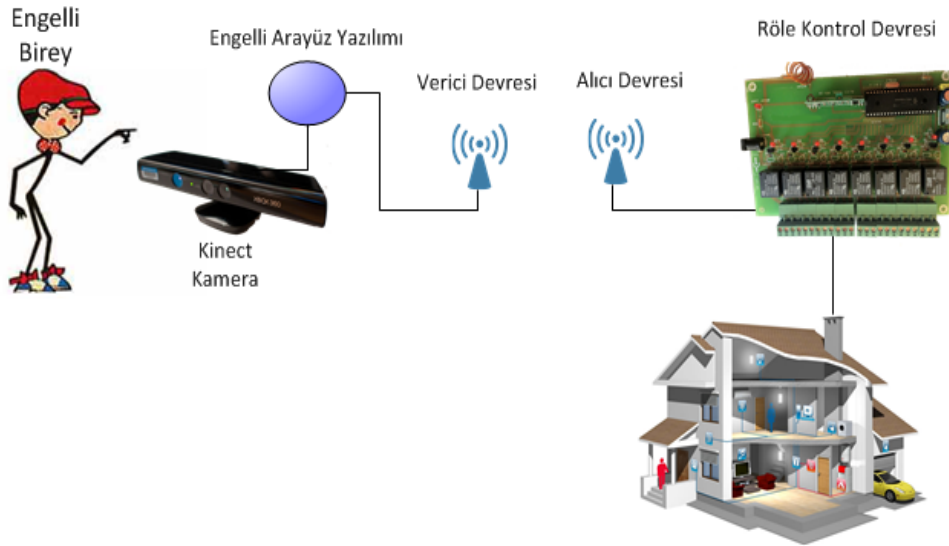 Engelli
Birey
Engelli Arayüz Yazılımı
Verici Devresi
Alıcı Devresi
Röle Kontrol Devresi
XBOX 360
Kinect
Kamera